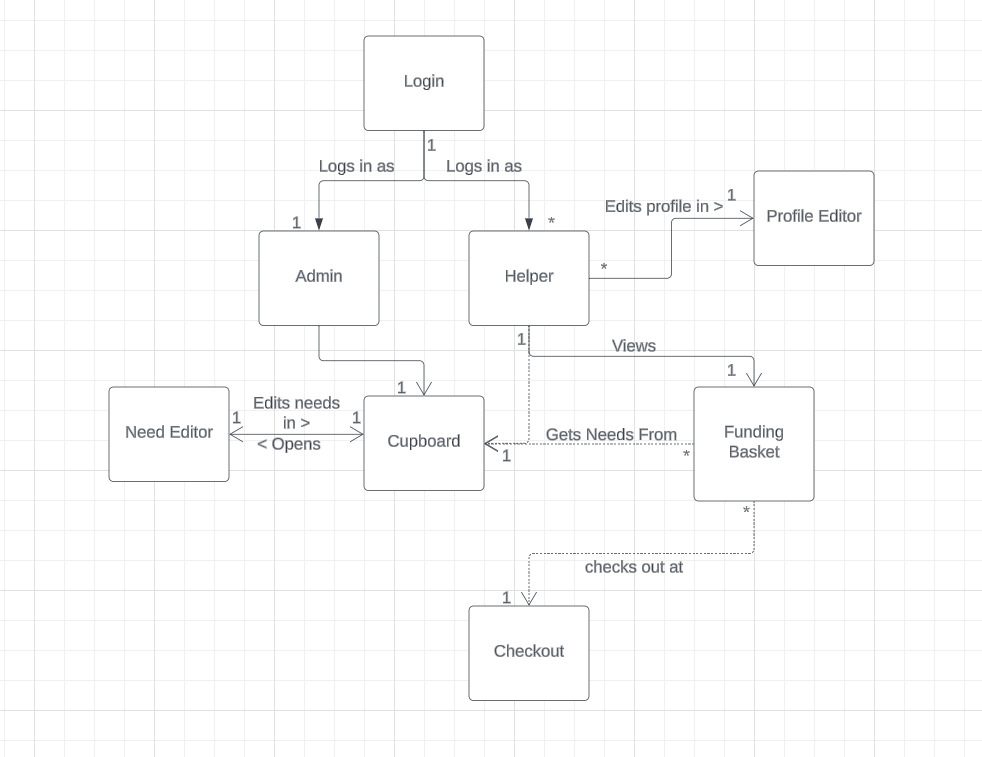 Login
1
Logs in as
Logs in as
1
*
Edits profile in >
1
Profile Editor
Admin
Helper
*
1
Views
1
1
Need Editor
1
Edits needs
in >
< Opens
1
Cupboard
1
Gets Needs From
*
Funding
Basket
*
checks out at
1
Checkout